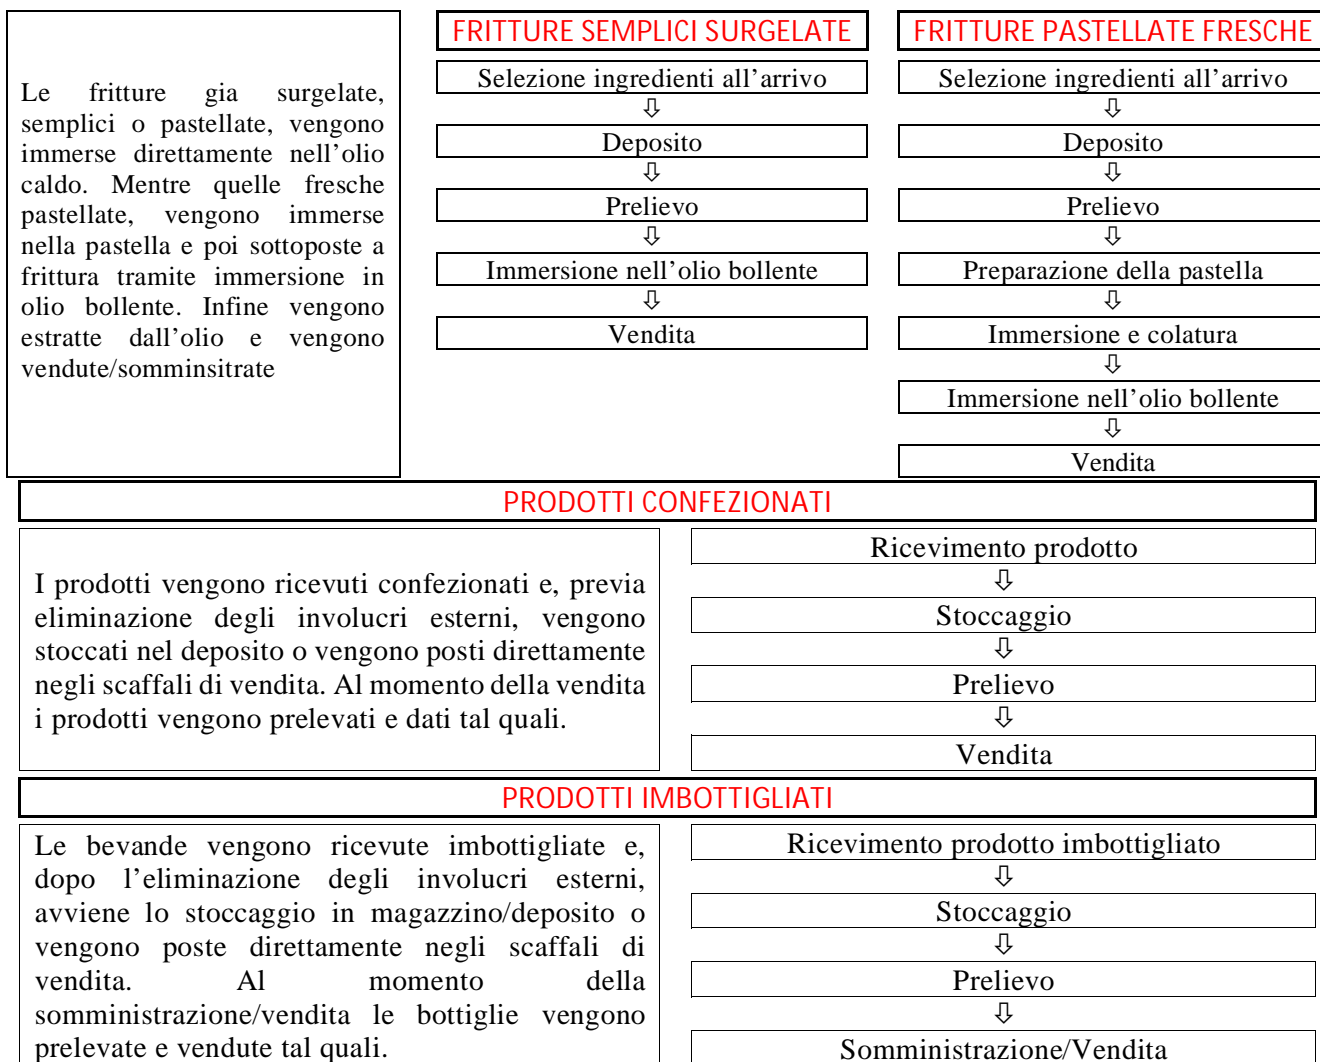 Le fritture gia surgelate,
semplici o pastellate, vengono
immerse direttamente nell’olio
caldo. Mentre quelle fresche
pastellate, vengono immerse
nella pastella e poi sottoposte a
frittura tramite immersione in
olio bollente. Infine vengono
estratte dall’olio e vengono
vendute/somminsitrate
FRITTURE SEMPLICI SURGELATE
Selezione ingredienti all’arrivo
⇩
Deposito
⇩
Prelievo
⇩
Immersione nell’olio bollente
⇩
Vendita
FRITTURE PASTELLATE FRESCHE
Selezione ingredienti all’arrivo
⇩
Deposito
⇩
Prelievo
⇩
Preparazione della pastella
⇩
Immersione e colatura
⇩
Immersione nell’olio bollente
⇩
Vendita
PRODOTTI CONFEZIONATI
I prodotti vengono ricevuti confezionati e, previa
eliminazione degli involucri esterni, vengono
stoccati nel deposito o vengono posti direttamente
negli scaffali di vendita. Al momento della vendita
i prodotti vengono prelevati e dati tal quali.
Ricevimento prodotto
⇩
Stoccaggio
⇩
Prelievo
⇩
Vendita
PRODOTTI IMBOTTIGLIATI
Le bevande vengono ricevute imbottigliate e,
dopo l’eliminazione degli involucri esterni,
avviene lo stoccaggio in magazzino/deposito o
vengono poste direttamente negli scaffali di
vendita. Al momento della
somministrazione/vendita le bottiglie vengono
prelevate e vendute tal quali.
Ricevimento prodotto imbottigliato
⇩
Stoccaggio
⇩
Prelievo
⇩
Somministrazione/Vendita